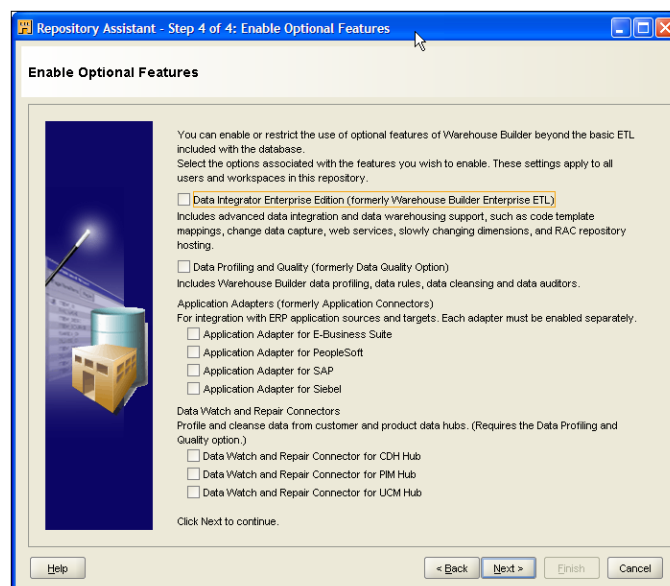 Repository Assistant - Step 4 of 4: Enable Optional Features
Enable Optional Features
You can enable or restrict the use of optional features of Warehouse Builder beyond the basic ETL
included with the database.
Select the options associated with the features you wish to enable. These settings apply to all
users and workspaces in this repository.
Data Integrator Enterprise Edition (formerly Warehouse Builder Enterprise ETL)
Includes advanced data integration and data warehousing support, such as code template
mappings, change data capture, web services, slowly changing dimensions, and RAC repository
hosting.
Data Profiling and Quality (formerly Data Quality Option)
Includes Warehouse Builder data profiling, data rules, data cleansing and data auditors.
Application Adapters (formerly Application Connectors)
For integration with ERP application sources and targets. Each adapter must be enabled separately.
Application Adapter for E-Business Suite
Application Adapter for PeopleSoft
Application Adapter for SAP
Application Adapter for Siebel
Data Watch and Repair Connectors
Profile and cleanse data from customer and product data hubs. (Requires the Data Profiling and
Quality option.)
Data Watch and Repair Connector for CDH Hub
Data Watch and Repair Connector for PIM Hub
Data Watch and Repair Connector for UCM Hub
Click Next to continue.
Help
< Back
Next >
Finish
Cancel